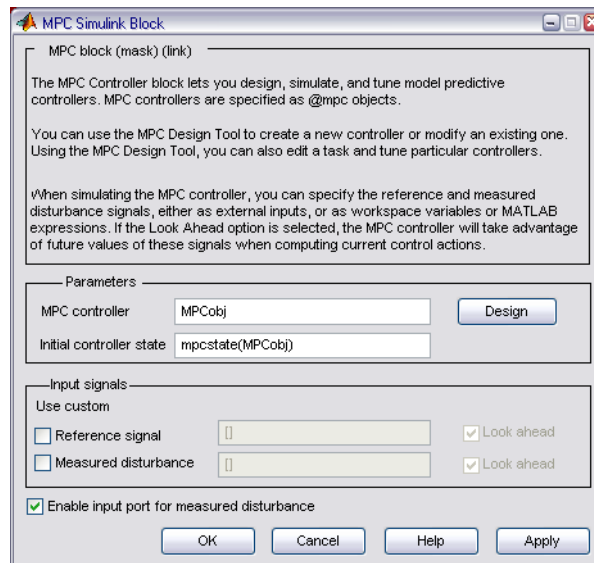 MPC Simulink Block
MPC block (mask) (link)
The MPC Controller block lets you design, simulate, and tune model predictive
controllers. MPC controllers are specified as @mpc objects.
You can use the MPC Design Tool to create a new controller or modify an existing one.
Using the MPC Design Tool, you can also edit a task and tune particular controllers.
When simulating the MPC controller, you can specify the reference and measured
disturbance signals, either as external inputs, or as workspace variables or MATLAB
expressions. If the Look Ahead option is selected, the MPC controller will take advantage
of future values of these signals when computing current control actions.
Parameters
MPC controller MPCobj Design
Initial controller state mpcstate(MPCobj)
Input signals
Use custom
Reference signal [] Look ahead
Measured disturbance [] Look ahead
Enable input port for measured disturbance
OK Cancel Help Apply